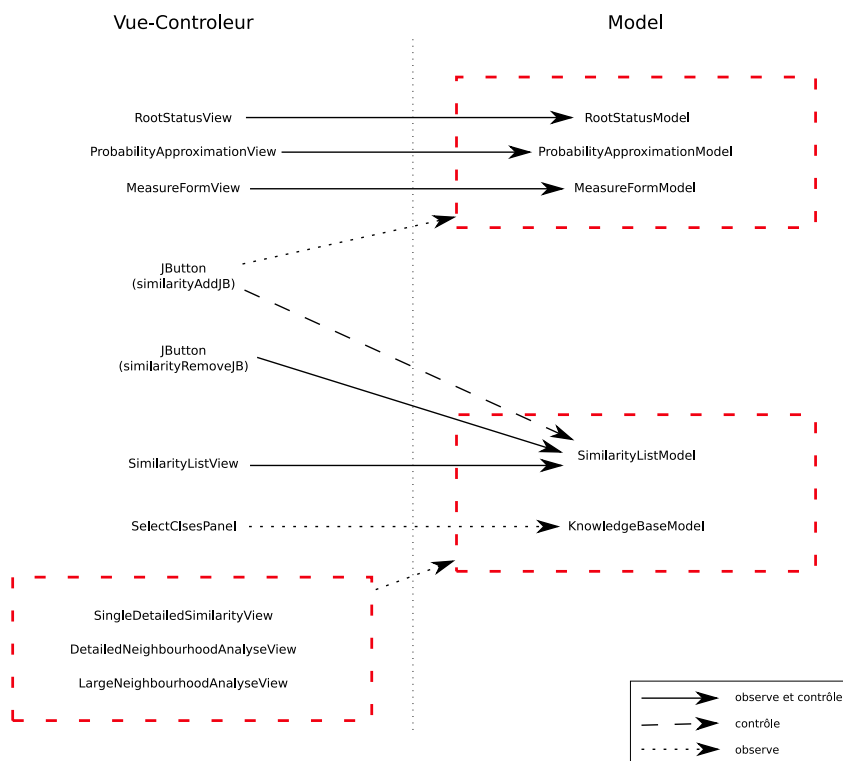 Vue-Controleur
Model
RootStatusView
RootStatusModel
ProbabilityApproximationView
ProbabilityApproximationModel
MeasureFormView
MeasureFormModel
JButton
(similarityAddJB)
JButton
(similarityRemoveJB)
SimilarityListModel
SimilarityListView
SelectClsesPanel
KnowledgeBaseModel
SingleDetailedSimilarityView
DetailedNeighbourhoodAnalyseView
LargeNeighbourhoodAnalyseView
observe et contrôle
contrôle
observe